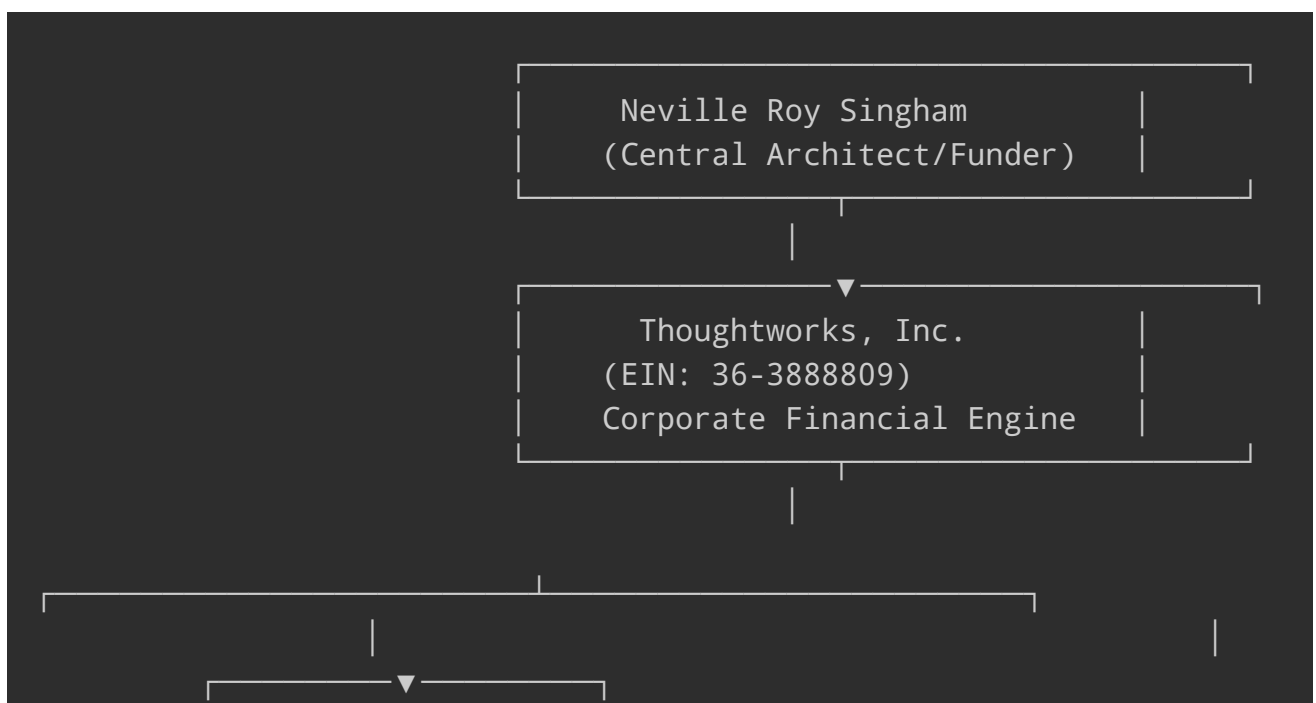 Neville Roy Singham
(Central Architect/Funder)
Thoughtworks, Inc.
(EIN: 36-3888809)
Corporate Financial Engine